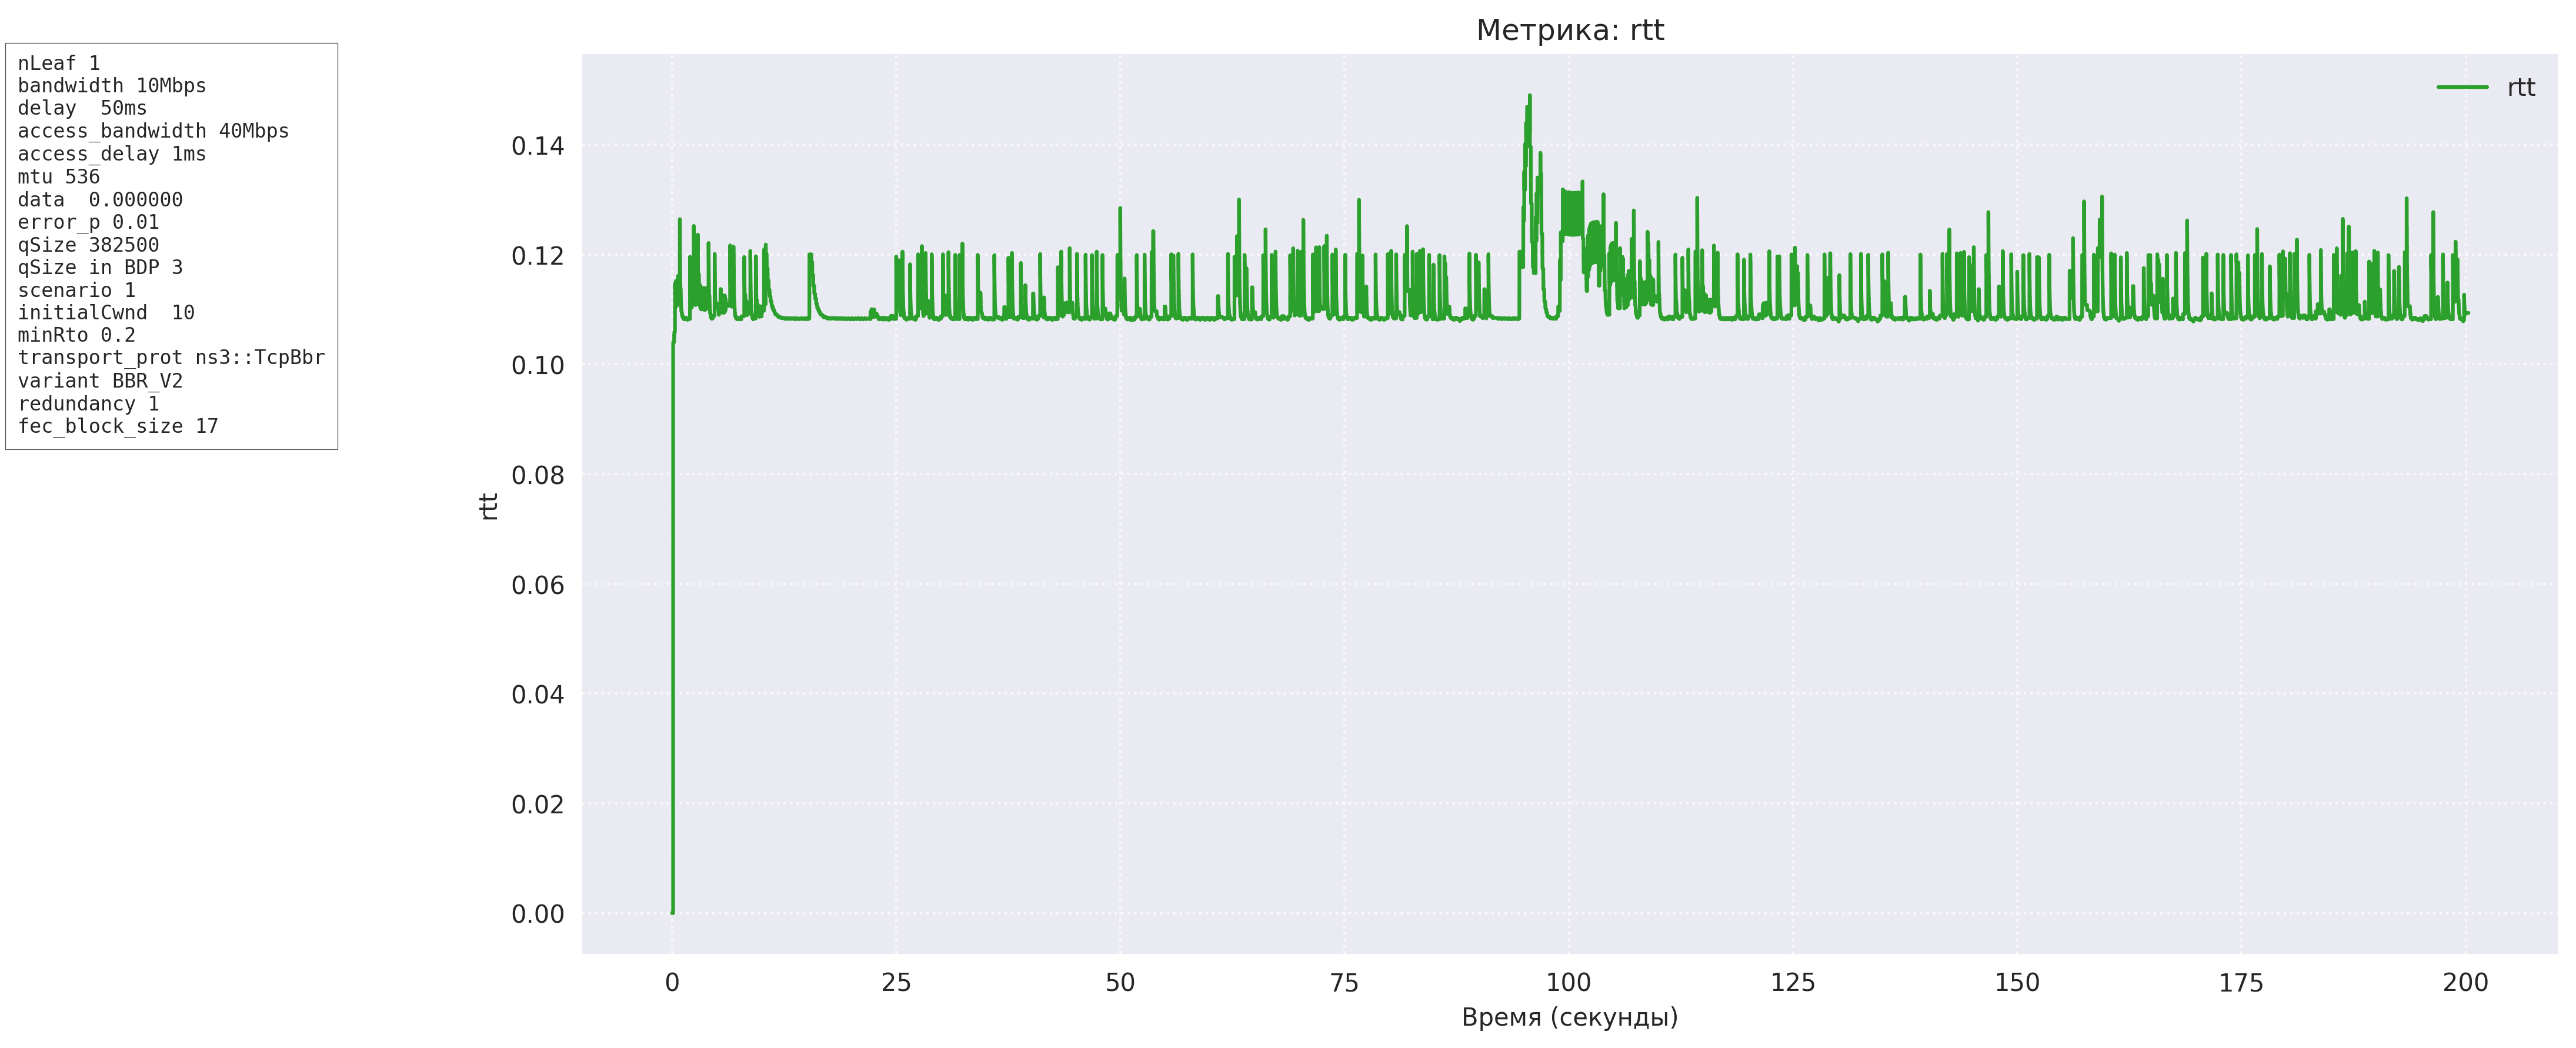 Метрика: rtt
nLeaf 1
bandwidth 10Mbps
delay  50ms
access_bandwidth 40Mbps
access_delay 1ms
mtu 536
data  0.000000
error_p 0.01
qSize 382500
qSize in BDP 3
scenario 1
initialCwnd  10
minRto 0.2
transport_prot ns3::TcpBbr
variant BBR_V2
redundancy 1
fec_block_size 17
rtt
0.14
0.12
0.10
0.08
0.06
0.04
0.02
0.00
rtt
0 25 50 75 100 125 150 175 200
Время (секунды)